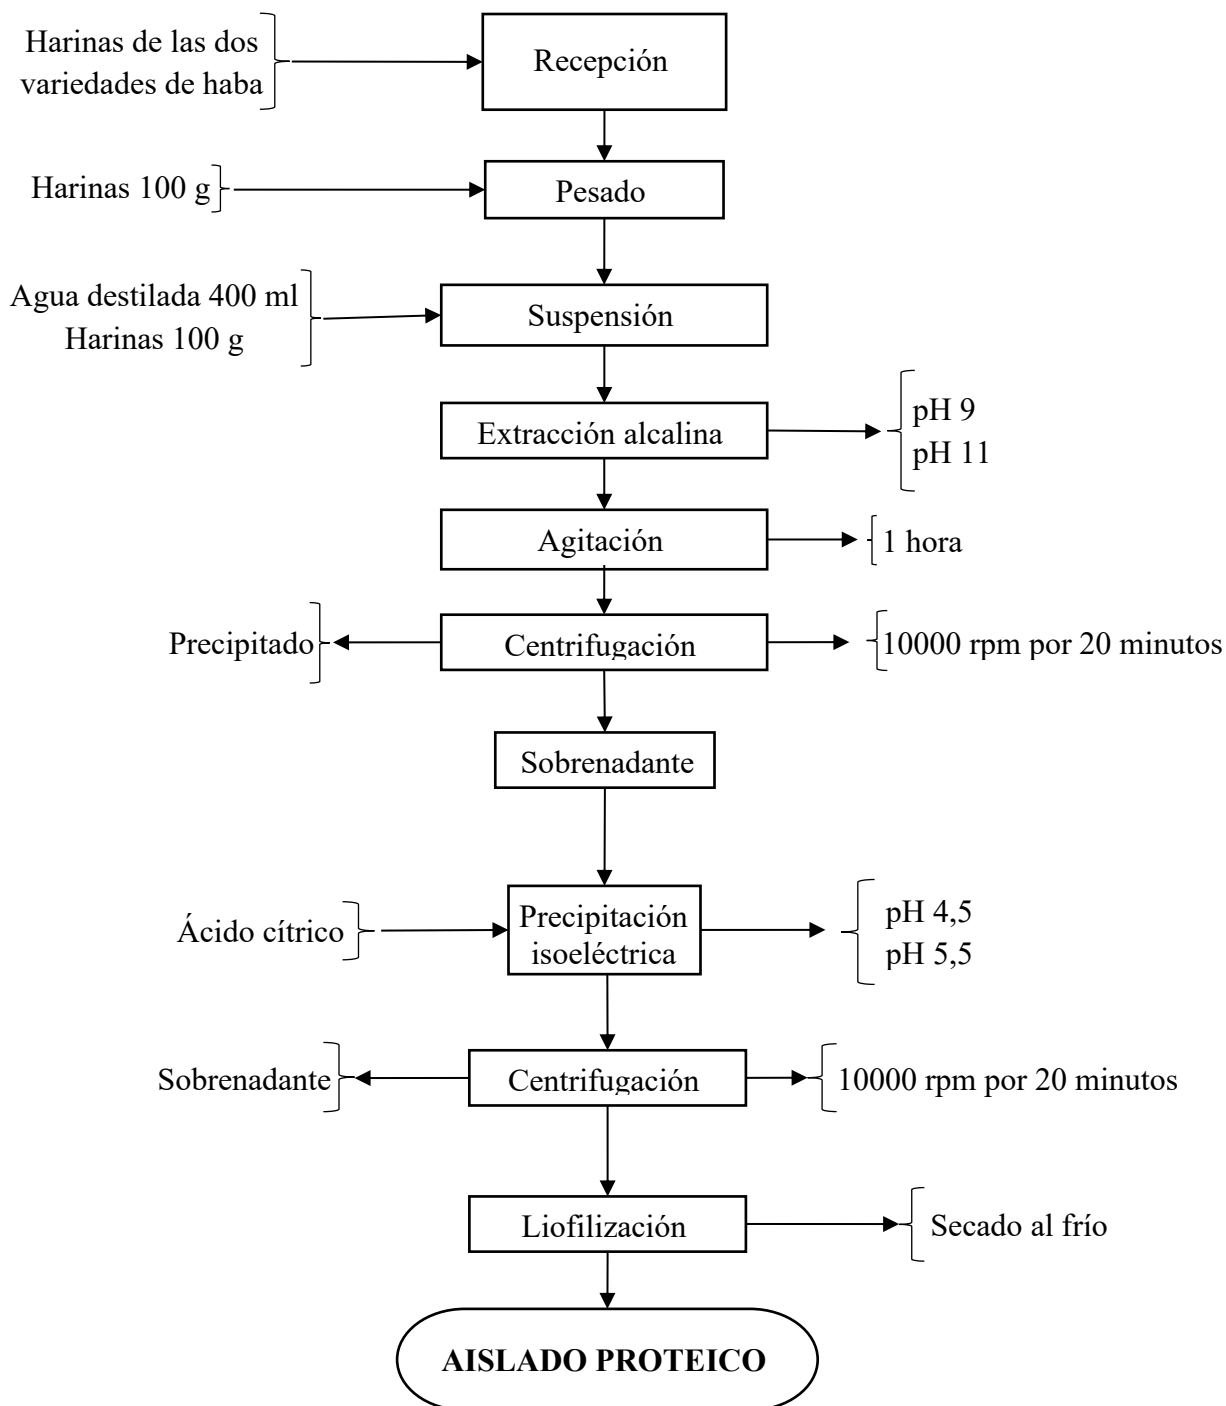 Harinas de las dos
variedades de haba
Recepción
Harinas 100 g
Pesado
Agua destilada 400 ml
Harinas 100 g
Suspensión
Extracción alcalina
pH 9
pH 11
Agitación
1 hora
Precipitado
Centrifugación
10000 rpm por 20 minutos
Sobrenadante
Ácido cítrico
Precipitación
isoeléctrica
pH 4,5
pH 5,5
Sobrenadante
Centrifugación
10000 rpm por 20 minutos
Liofilización
Secado al frío
AISLADO PROTEICO